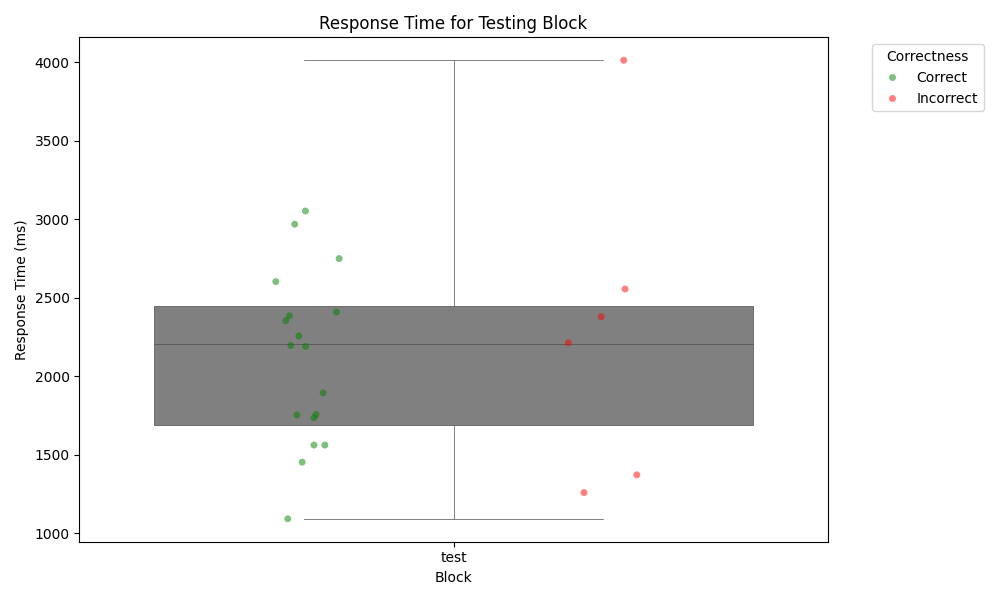 Response Time for Testing Block
Correctness
Correct
Incorrect
4000
3500
3000
2500
2000
1500
1000
Response Time (ms)
test
Block